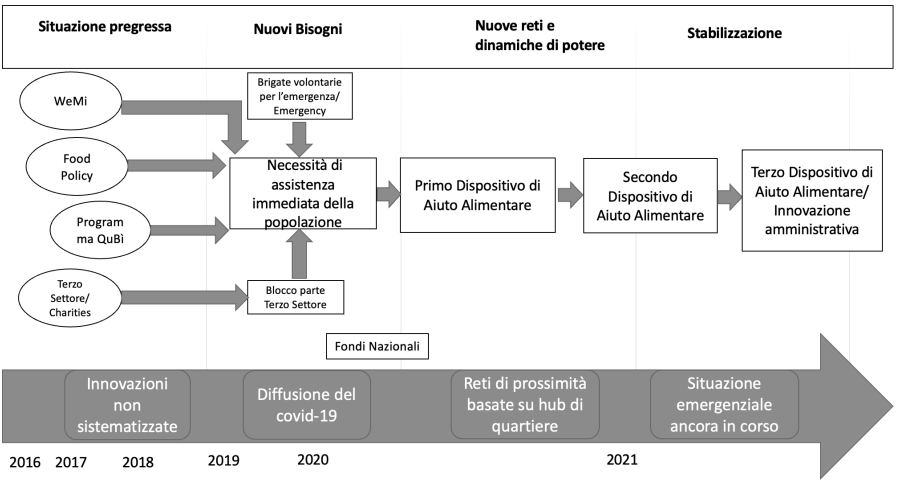 Situazione pregressa
Nuovi Bisogni
Nuove reti e
dinamiche di potere
Stabilizzazione
WeMi
Brigate volontarie
per l'emergenza/
Emergency
Food
Policy
Necessità di
assistenza
immediata della
popolazione
Primo Dispositivo di
Aiuto Alimentare
Secondo
Dispositivo di
Aiuto Alimentare
Terzo Dispositivo di
Aiuto Alimentare/
Innovazione
amministrativa
Program
ma QuBì
Terzo
Settore/
Charities
Blocco parte
Terzo Settore
Fondi Nazionali
Innovazioni
non
sistematizzate
Diffusione del
covid-19
Reti di prossimità
basate su hub di
quartiere
Situazione
emergenziale
ancora in corso
2016 2017 2018 2019 2020 2021